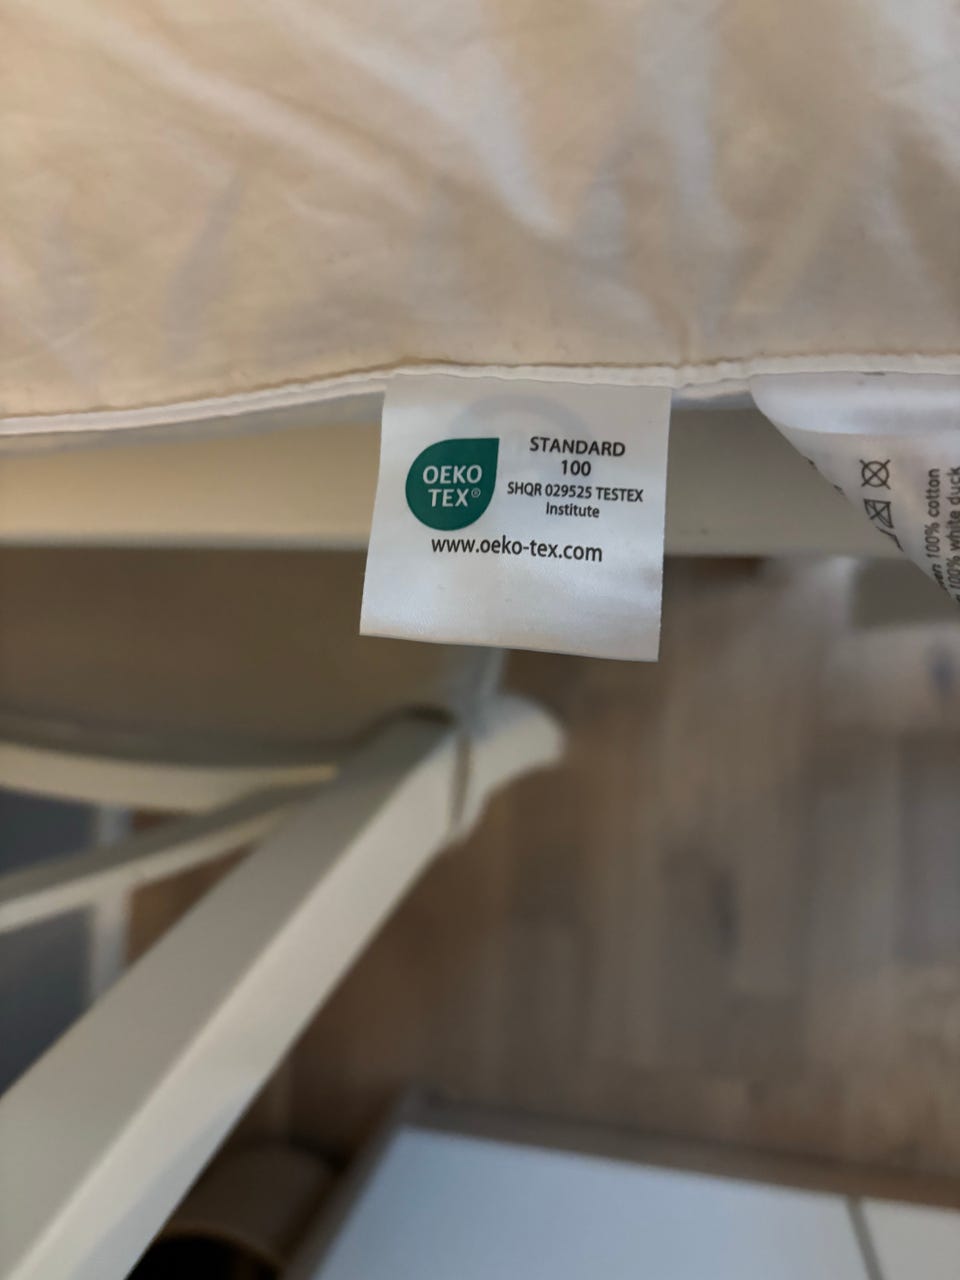 OEKO
TEX®
STANDARD
100
SHQR 029525 TESTEX
Institute
www.oeko-tex.com
100% cotton
100% white duck